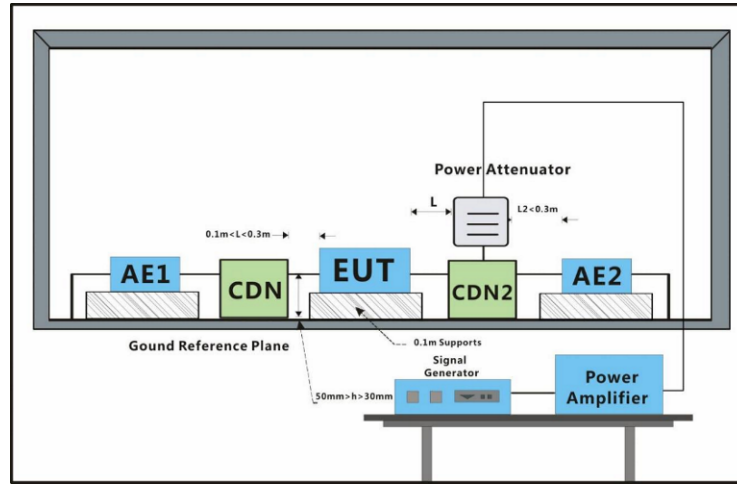 Power Attenuator
L
L2<0.3m
0.1m<L<0.3m
AE1
CDN
EUT
CDN2
AE2
Gound Reference Plane
0.1m Supports
50mm>h>30mm
Signal
Generator
Power
Amplifier